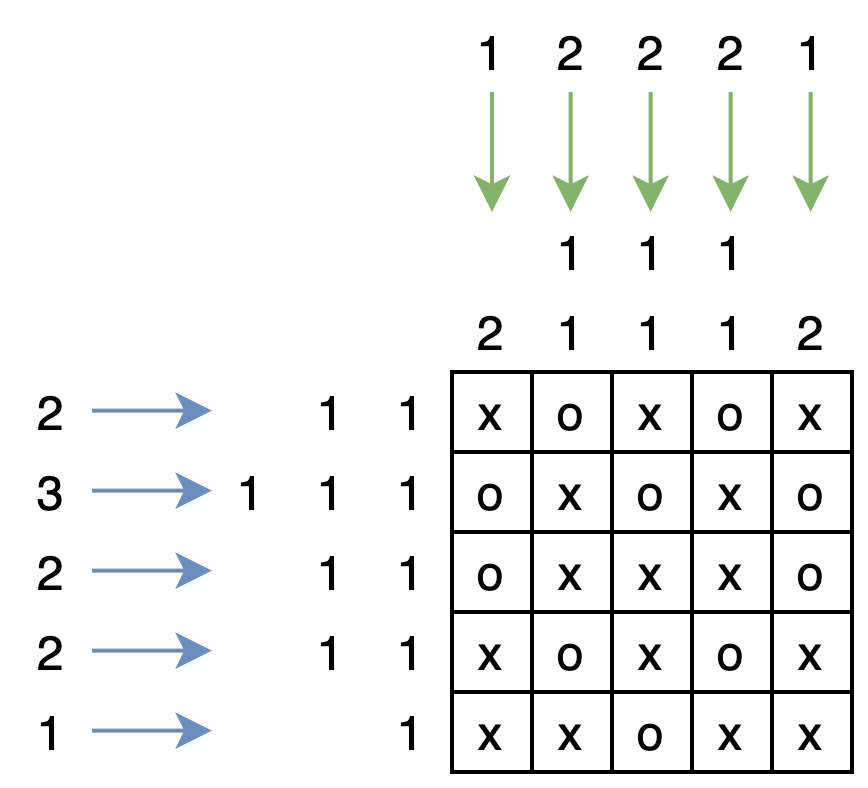 1 2 2 2 1
1 1 1
2 1 1 1 2
2 1 1 x o x o x
3 1 1 1 o x o x o
2 1 1 o x x x o
2 1 1 x o x o x
1 1 x x o x x